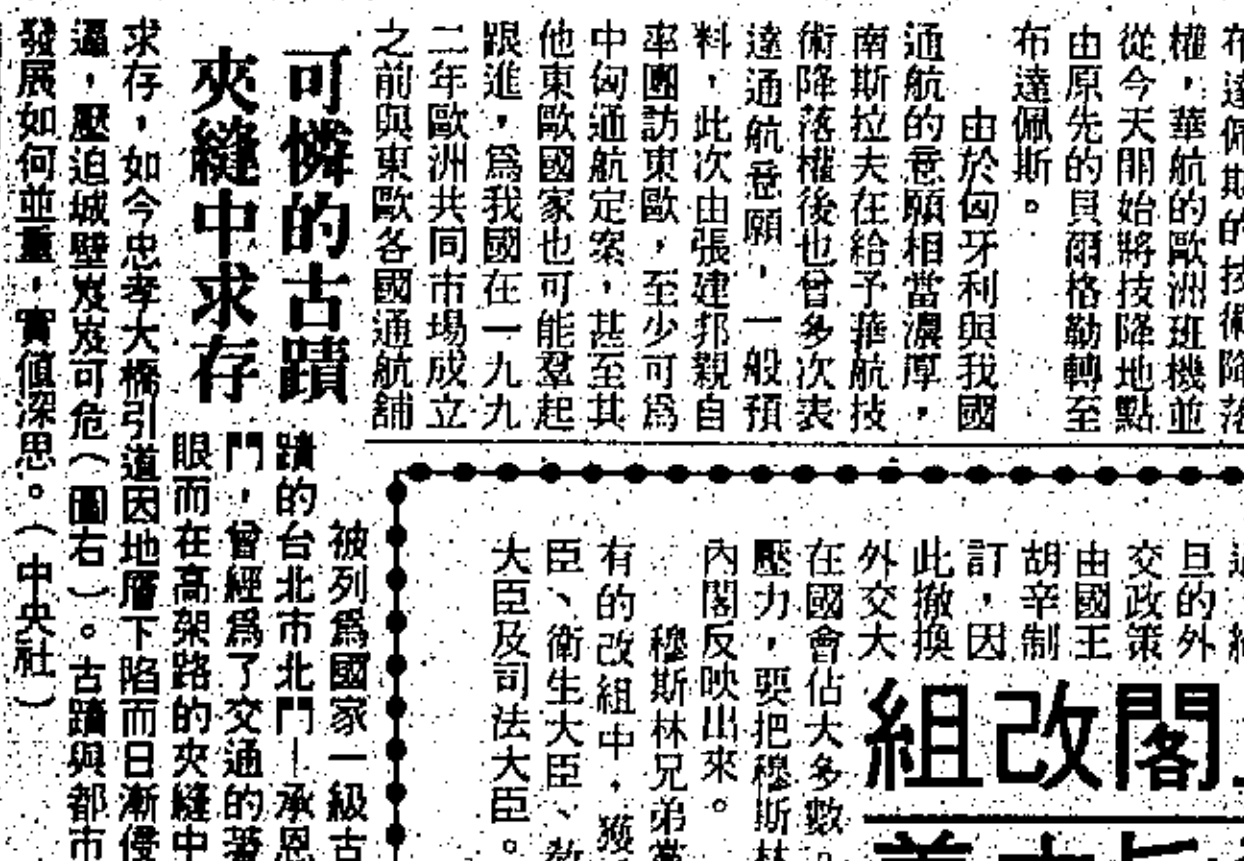 布達佩斯的技術降落
權，華航的歐洲班機並
從今天開始將技降地點
由原先的貝爾格勒轉至
布達佩斯。
由於匈牙利與我國
通航的意願相當濃厚，
南斯拉夫在給予華航技
術降落權後也曾多次表
達通航意願，一般預
料，此次由張建邦親自
率團訪東歐，至少可爲
中匈通航定案，甚至其
他東歐國家也可能羣起
跟進，爲我國在一九九
二年歐洲共同市場成立
之前與東歐各國通航舖
可憐的古蹟
夾縫中求存
被列爲國家一級古
蹟的台北市北門—承恩
門，曾經爲了交通的著
眼而在高架路的夾縫中
求存，如今忠孝大橋引道因地層下陷而日漸侵
逼，壓迫城壁岌岌可危（圖右）。古蹟與都市
發展如何並重，實值深思。（中央社）
閣改組
旦的外
交政策
由國王
胡辛制
訂，因
此撤換
外交大
在國會佔大多數。
壓力，要把穆斯林
內閣反映出來。
穆斯林兄弟黨
有的改組中，獲
臣、衛生大臣、教
大臣及司法大臣。